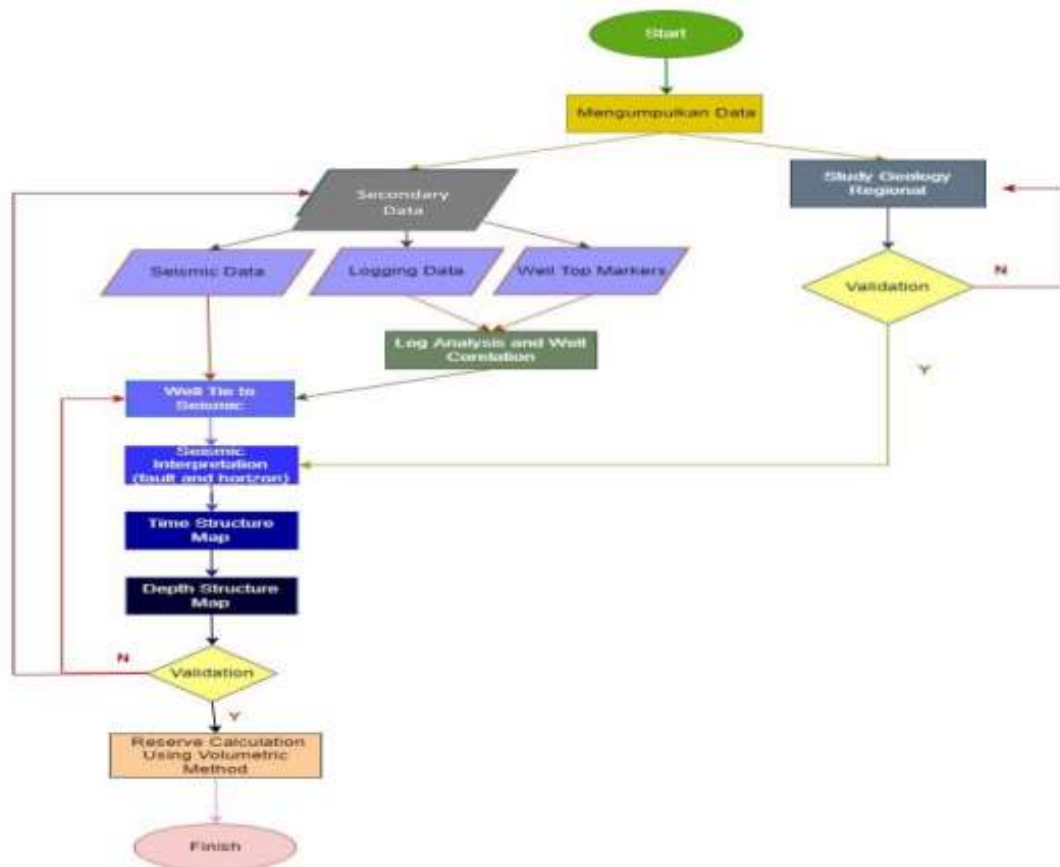 Start
Mengumpulkan Data
Secondary
Data
Study Geology
Regional
Seismic Data
Logging Data
Well Top Markers
Validation
N
Log Analysis and Well
Corelation
Y
Well Tie to
Seismic
Seismic
Interpretation
(fault and horizon)
Time Structure
Map
Depth Structure
Map
N
Validation
Y
Reserve Calculation
Using Volumetric
Method
Finish